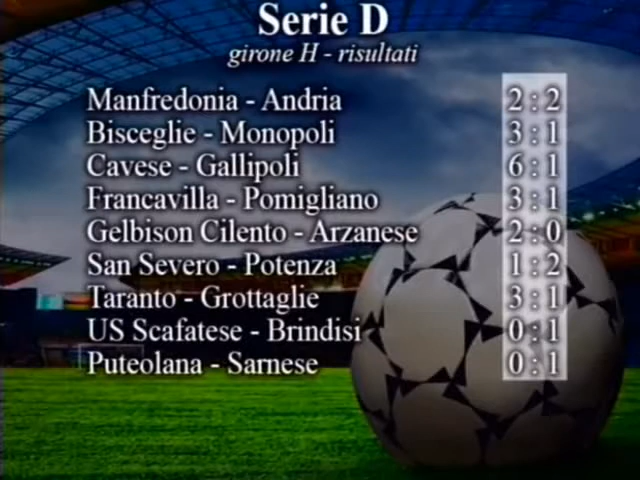 Serie D
girone H - risultati
Manfredonia - Andria 2 : 2
Bisceglie - Monopoli 3 : 1
Cavese - Gallipoli 6 : 1
Francavilla - Pomigliano 3 : 1
Gelbison Cilento - Arzanese 2 : 0
San Severo - Potenza 1 : 2
Taranto - Grottaglie 3 : 1
US Scafatese - Brindisi 0 : 1
Puteolana - Sarnese 0 : 1